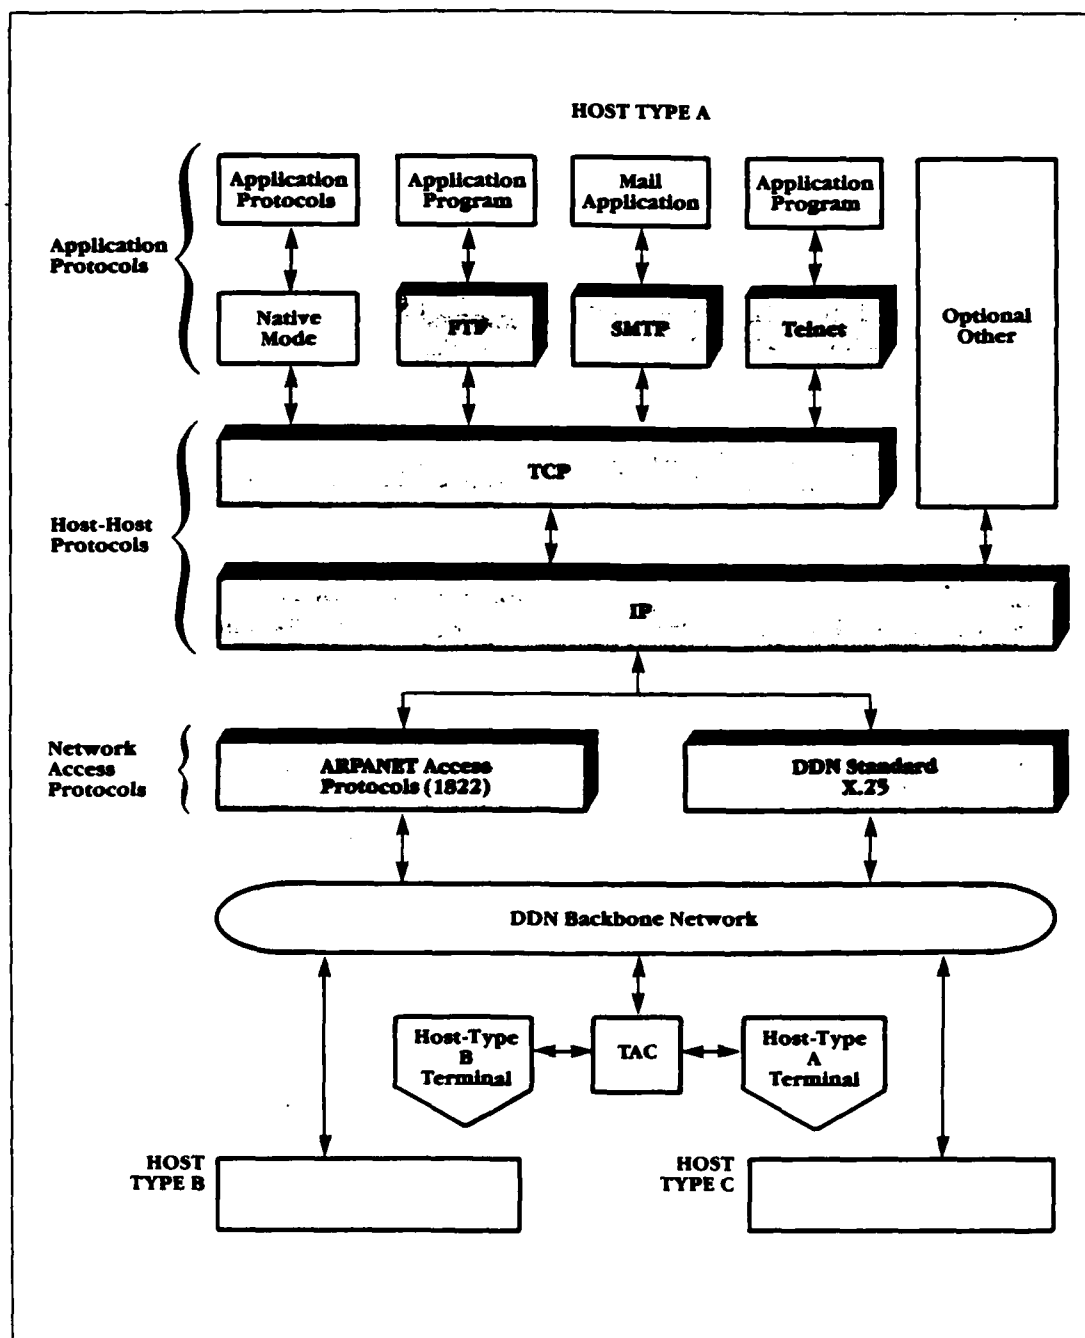 HOST TYPE A
Application
Protocols
Application
Program
Mail
Application
Application
Program
Application
Protocols
Native
Mode
FTP
SMTP
Telnet
Optional
Other
TCP
Host-Host
Protocols
IP
Network
Access
Protocols
ARPANET Access
Protocols (1822)
DDN Standard
X.25
DDN Backbone Network
Host-Type
B
Terminal
TAC
Host-Type
A
Terminal
HOST
TYPE B
HOST
TYPE C